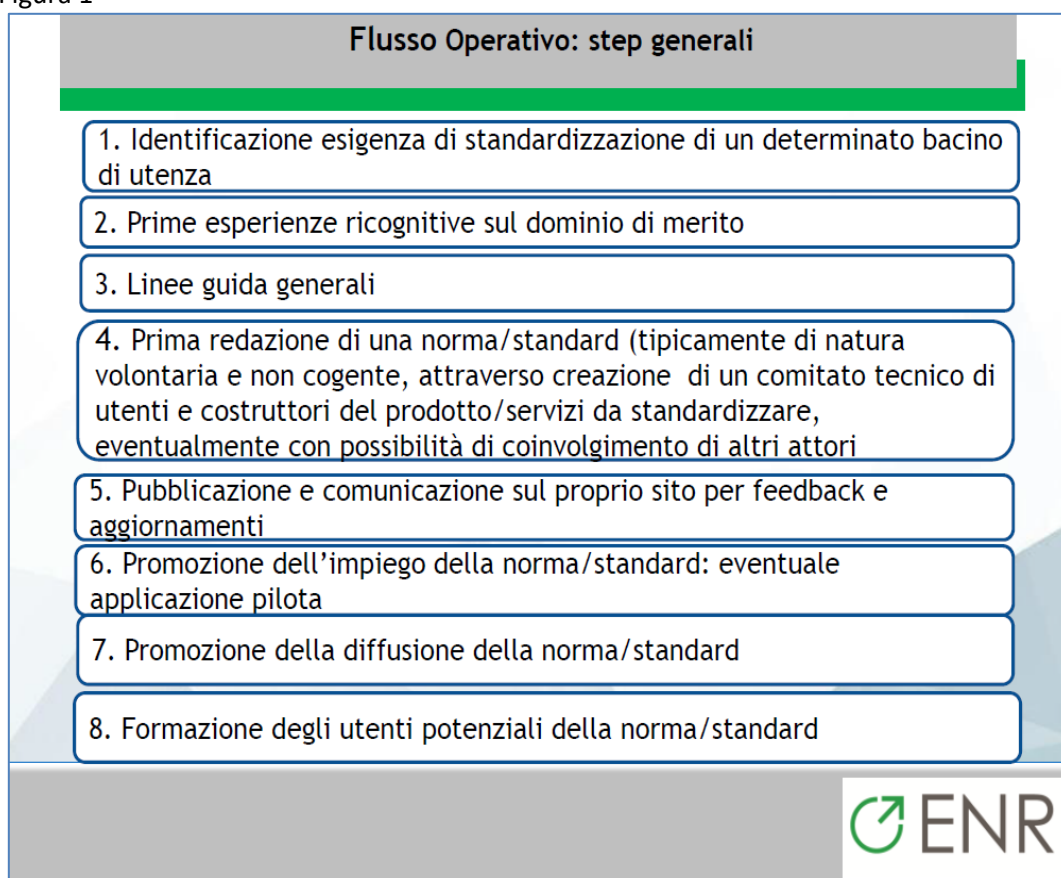 Figura 1
Flusso Operativo: step generali
1. Identificazione esigenza di standardizzazione di un determinato bacino
di utenza
2. Prime esperienze ricognitive sul dominio di merito
3. Linee guida generali
4. Prima redazione di una norma/standard (tipicamente di natura
volontaria e non cogente, attraverso creazione di un comitato tecnico di
utenti e costruttori del prodotto/servizi da standardizzare,
eventualmente con possibilità di coinvolgimento di altri attori
5. Pubblicazione e comunicazione sul proprio sito per feedback e
aggiornamenti
6. Promozione dell'impiego della norma/standard: eventuale
applicazione pilota
7. Promozione della diffusione della norma/standard
8. Formazione degli utenti potenziali della norma/standard
ENR